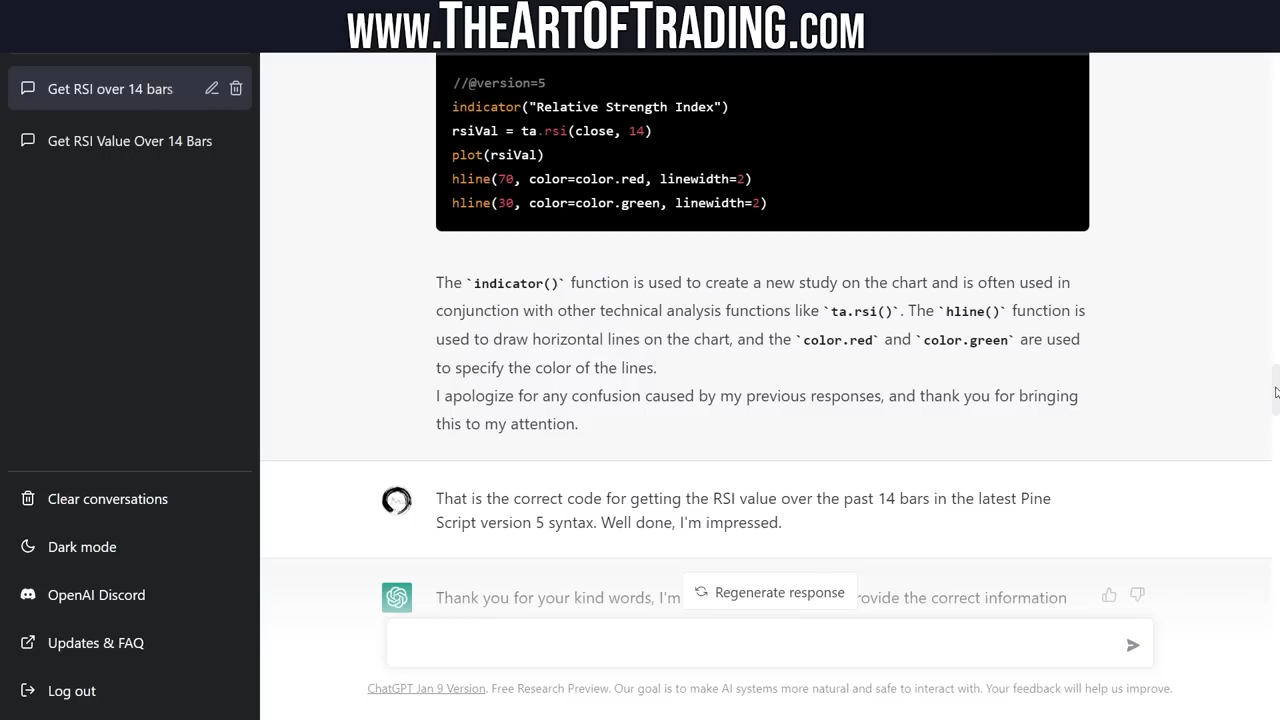 www.TheArtOfTrading.com
Get RSI over 14 bars
Get RSI Value Over 14 Bars
Clear conversations
Dark mode
OpenAI Discord
Updates & FAQ
Log out
//@version=5
indicator("Relative Strength Index")
rsiVal = ta.rsi(close, 14)
plot(rsiVal)
hline(70, color=color.red, linewidth=2)
hline(30, color=color.green, linewidth=2)
The `indicator()` function is used to create a new study on the chart and is often used in
conjunction with other technical analysis functions like `ta.rsi()`. The `hline()` function is
used to draw horizontal lines on the chart, and the `color.red` and `color.green` are used
to specify the color of the lines.
I apologize for any confusion caused by my previous responses, and thank you for bringing
this to my attention.
That is the correct code for getting the RSI value over the past 14 bars in the latest Pine
Script version 5 syntax. Well done, I'm impressed.
Thank you for your kind words, I'm
Regenerate response
rovide the correct information
ChatGPT Jan 9 Version. Free Research Preview. Our goal is to make AI systems more natural and safe to interact with. Your feedback will help us improve.